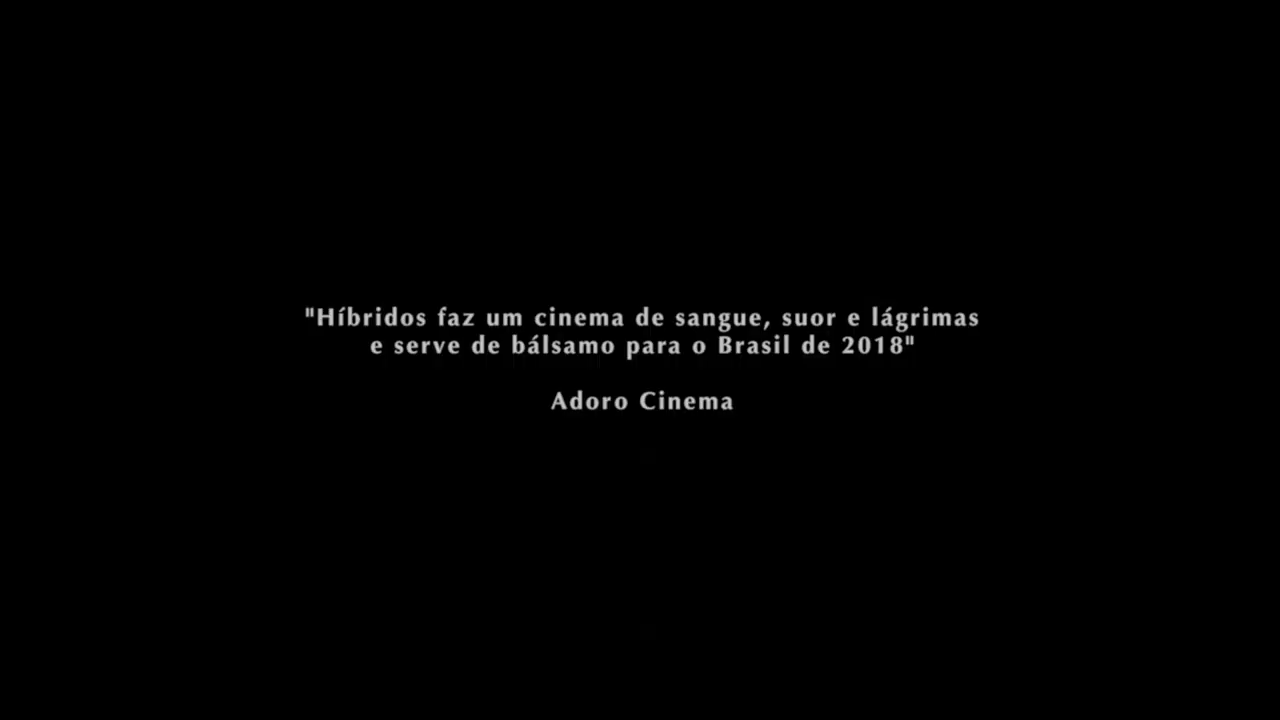 "Híbridos faz um cinema de sangue, suor e lágrimas
e serve de bálsamo para o Brasil de 2018"
Adoro Cinema